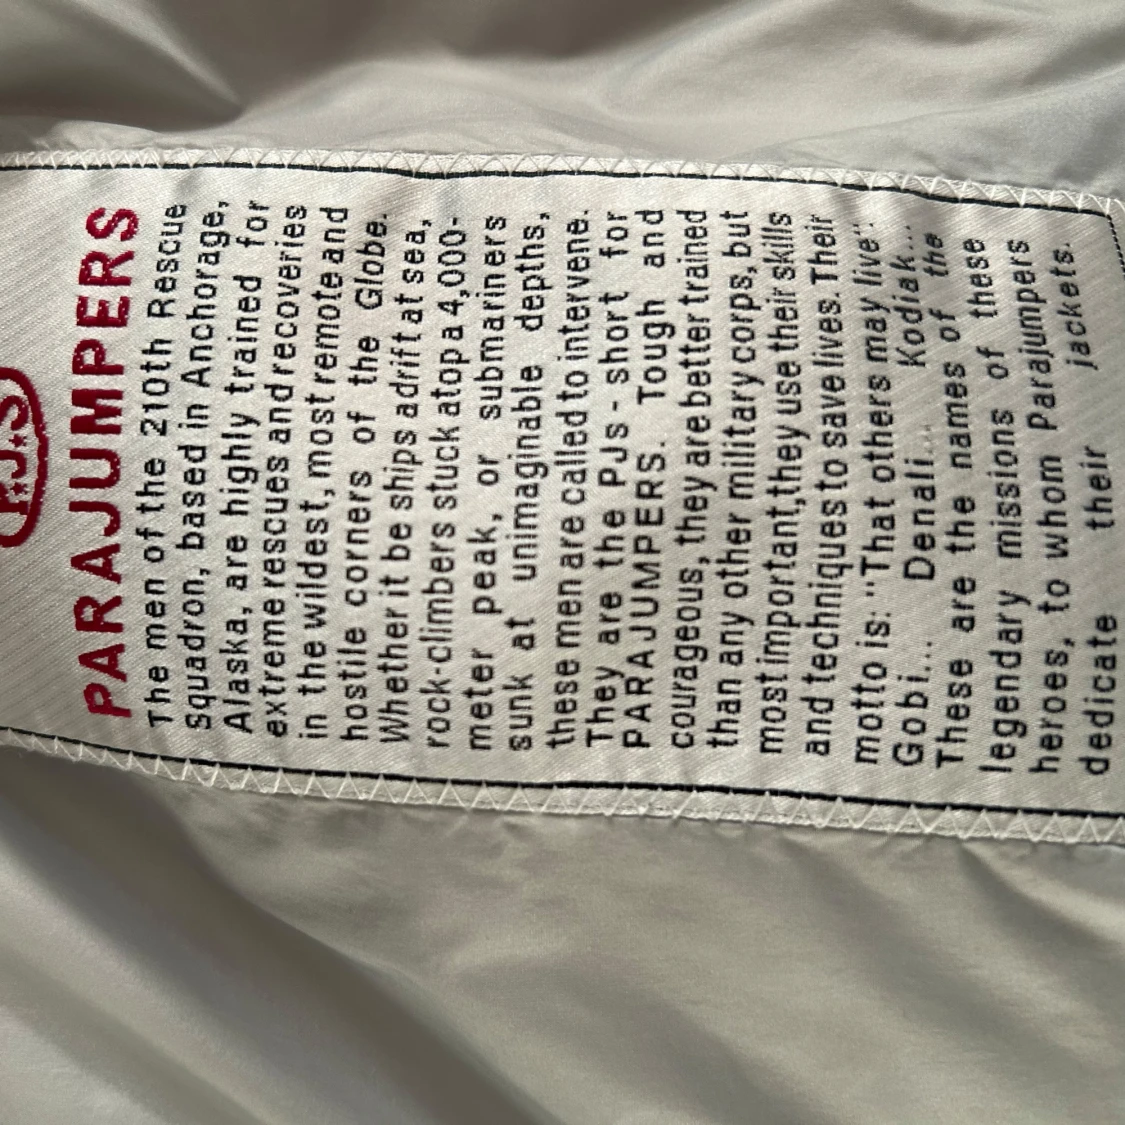 P.J.S
PARAJUMPERS
The men of the 210th Rescue
Squadron, based in Anchorage,
Alaska, are highly trained for
extreme rescues and recoveries
in the wildest, most remote and
hostile corners of the Globe.
Whether it be ships adrift at sea,
rock-climbers stuck atop a 4,000-
meter peak, or submariners
sunk at unimaginable depths,
these men are called to intervene.
They are the PJs - short for
PARAJUMPERS. Tough and
courageous, they are better trained
than any other military corps, but
most important, they use their skills
and techniques to save lives. Their
motto is: "That others may live".
Gobi... Denali... Kodiak...
These are the names of the
legendary missions of these
heroes, to whom Parajumpers
dedicate their jackets.